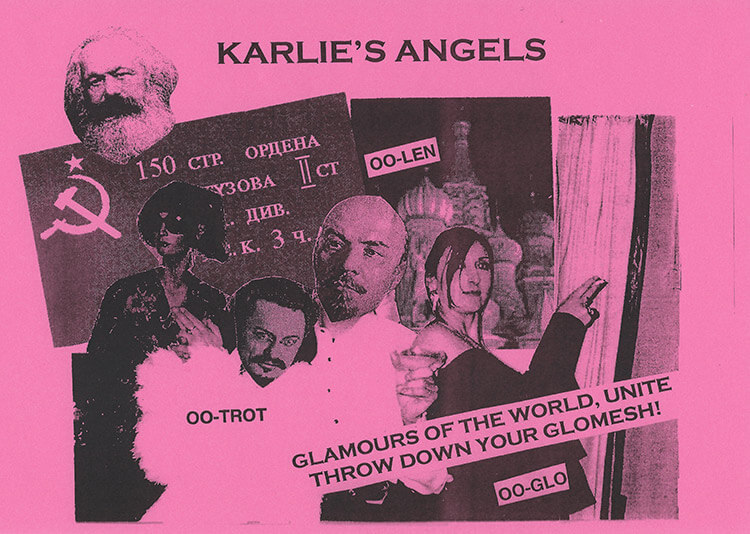 KARLIE'S ANGELS
150 СТР. ОРДЕНА
УЗОВА II СТ
ДИВ.
К. 3 Ч.
OO-LEN
OO-TROT
GLAMOURS OF THE WORLD, UNITE
THROW DOWN YOUR GLOMESH!
OO-GLO